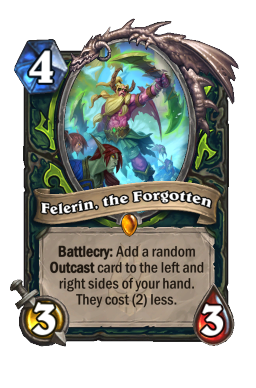 4
Felerin, the Forgotten
Battlecry: Add a random
Outcast card to the left and
right sides of your hand.
They cost (2) less.
3 3